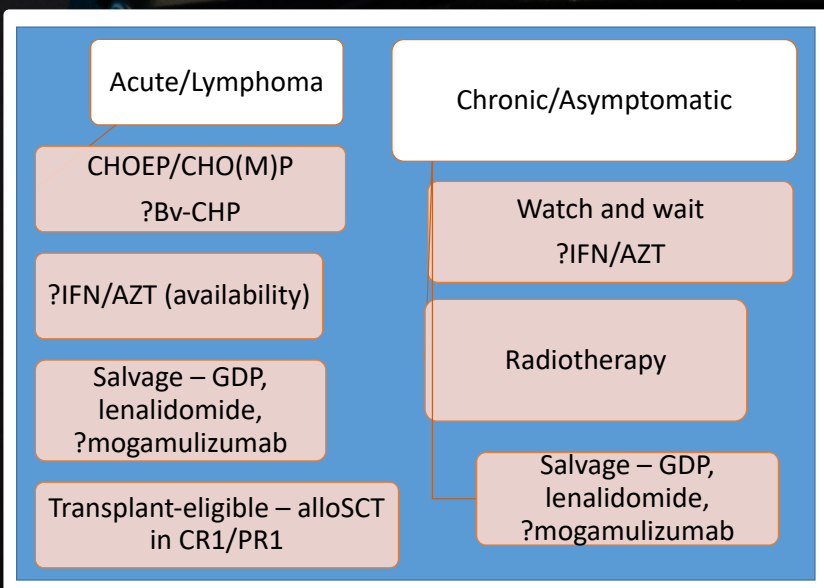 Acute/Lymphoma
CHOEP/CHO(M)P
?Bv-CHP
?IFN/AZT (availability)
Salvage – GDP,
lenalidomide,
?mogamulizumab
Transplant-eligible – alloSCT
in CR1/PR1
Chronic/Asymptomatic
Watch and wait
?IFN/AZT
Radiotherapy
Salvage – GDP,
lenalidomide,
?mogamulizumab